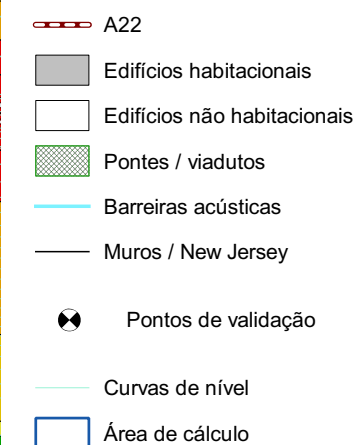 A22
Edifícios habitacionais
Edifícios não habitacionais
Pontes / viadutos
Barreiras acústicas
Muros / New Jersey
Pontos de validação
Curvas de nível
Área de cálculo